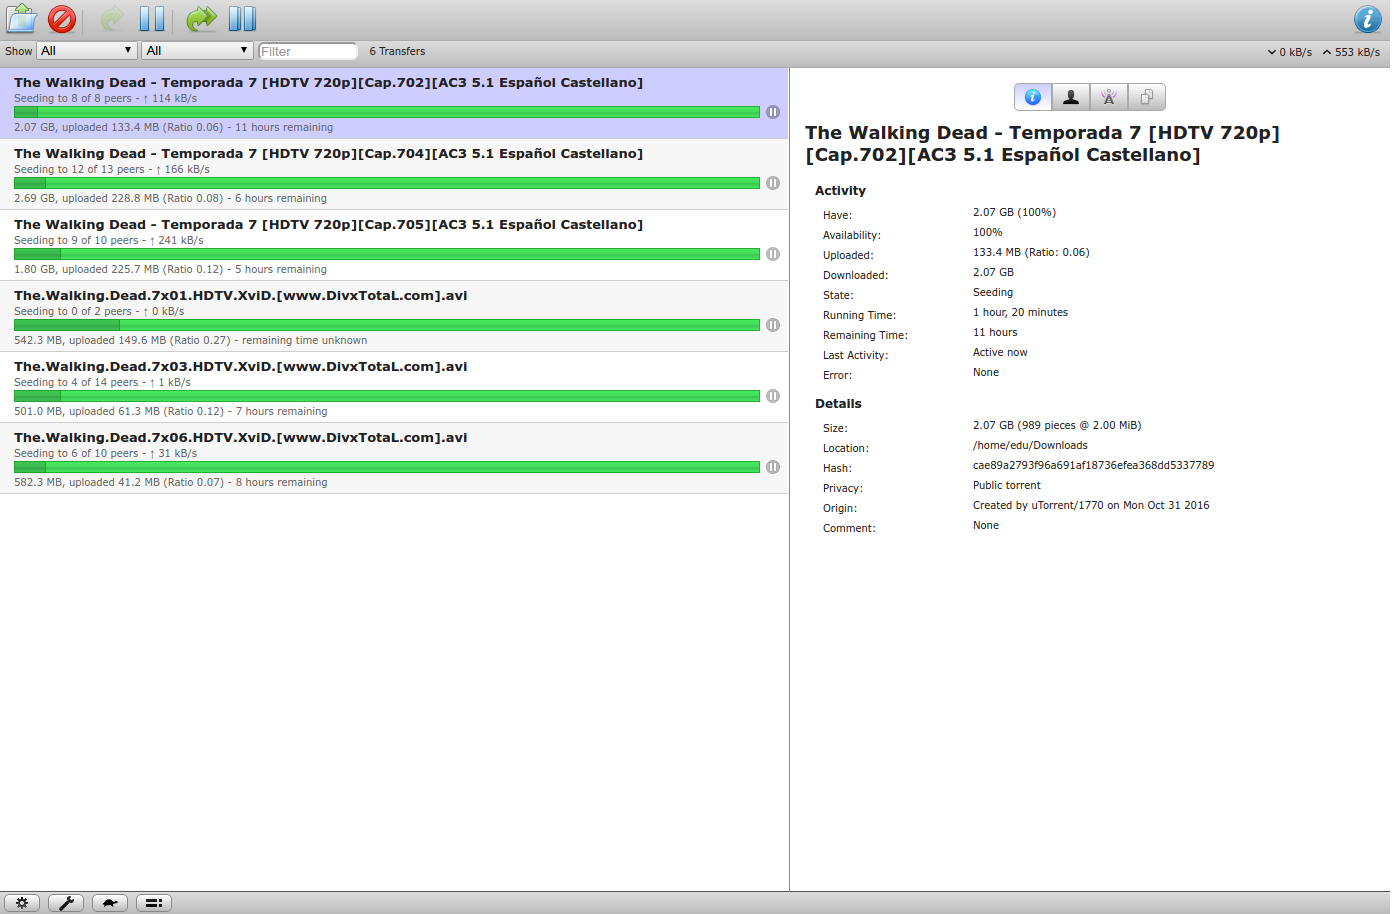 Show All All Filter 6 Transfers 0 kB/s 553 kB/s
The Walking Dead - Temporada 7 [HDTV 720p][Cap.702][AC3 5.1 Español Castellano]
Seeding to 8 of 8 peers - ↑ 114 kB/s
2.07 GB, uploaded 133.4 MB (Ratio 0.06) - 11 hours remaining
The Walking Dead - Temporada 7 [HDTV 720p][Cap.704][AC3 5.1 Español Castellano]
Seeding to 12 of 13 peers - ↑ 166 kB/s
2.69 GB, uploaded 228.8 MB (Ratio 0.08) - 6 hours remaining
The Walking Dead - Temporada 7 [HDTV 720p][Cap.705][AC3 5.1 Español Castellano]
Seeding to 9 of 10 peers - ↑ 241 kB/s
1.80 GB, uploaded 225.7 MB (Ratio 0.12) - 5 hours remaining
The.Walking.Dead.7x01.HDTV.XviD.[www.DivxTotaL.com].avi
Seeding to 0 of 2 peers - ↑ 0 kB/s
542.3 MB, uploaded 149.6 MB (Ratio 0.27) - remaining time unknown
The.Walking.Dead.7x03.HDTV.XviD.[www.DivxTotaL.com].avi
Seeding to 4 of 14 peers - ↑ 1 kB/s
501.0 MB, uploaded 61.3 MB (Ratio 0.12) - 7 hours remaining
The.Walking.Dead.7x06.HDTV.XviD.[www.DivxTotaL.com].avi
Seeding to 6 of 10 peers - ↑ 31 kB/s
582.3 MB, uploaded 41.2 MB (Ratio 0.07) - 8 hours remaining
The Walking Dead - Temporada 7 [HDTV 720p]
[Cap.702][AC3 5.1 Español Castellano]
Activity
Have: 2.07 GB (100%)
Availability: 100%
Uploaded: 133.4 MB (Ratio: 0.06)
Downloaded: 2.07 GB
State: Seeding
Running Time: 1 hour, 20 minutes
Remaining Time: 11 hours
Last Activity: Active now
Error: None
Details
Size: 2.07 GB (989 pieces @ 2.00 MiB)
Location: /home/edu/Downloads
Hash: cae89a2793f96a691af18736efea368dd5337789
Privacy: Public torrent
Origin: Created by uTorrent/1770 on Mon Oct 31 2016
Comment: None